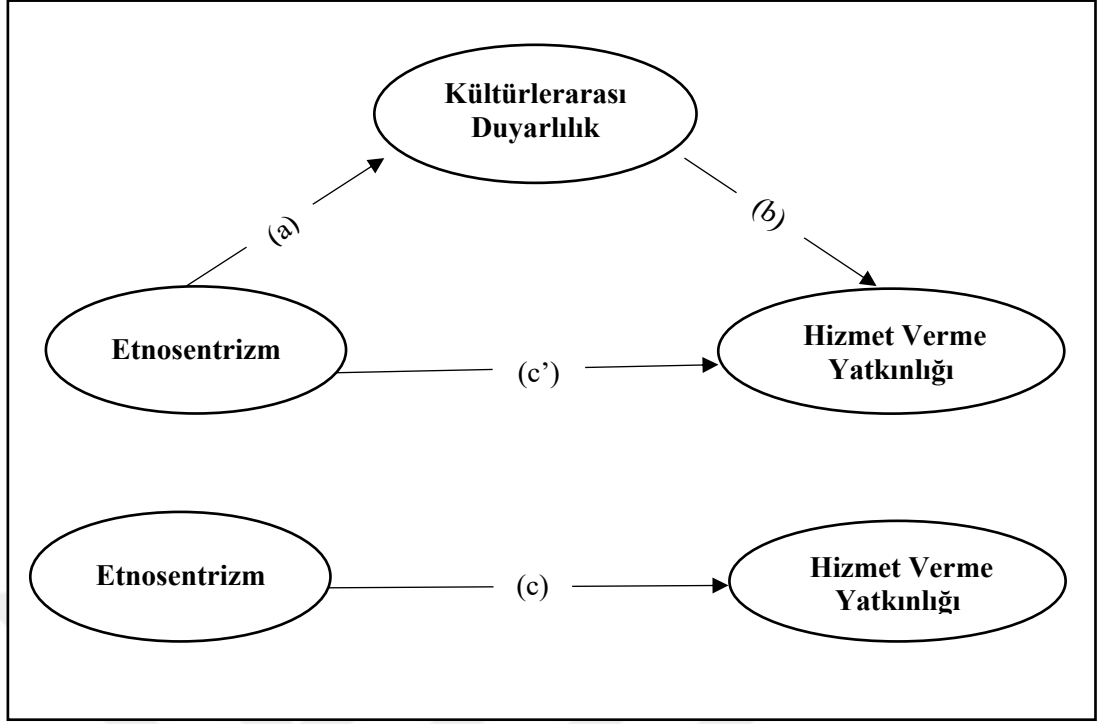 Kültürlerarası
Duyarlılık
(a)
(b)
Etnosentrizm
(c’)
Hizmet Verme
Yatkınlığı
Etnosentrizm
(c)
Hizmet Verme
Yatkınlığı